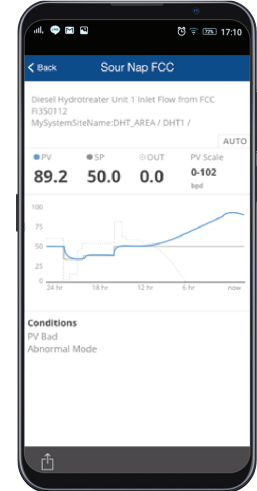 72% 17:10
Back Sour Nap FCC
Diesel Hydrotreater Unit 1 Inlet Flow from FCC
FI350112
MySystemSiteName:DHT_AREA / DHT1 /
AUTO
PV SP OUT PV Scale
89.2 50.0 0.0 0-102
bpd
100
75
50
25
0
24 hr 18 hr 12 hr 6 hr now
Conditions
PV Bad
Abnormal Mode